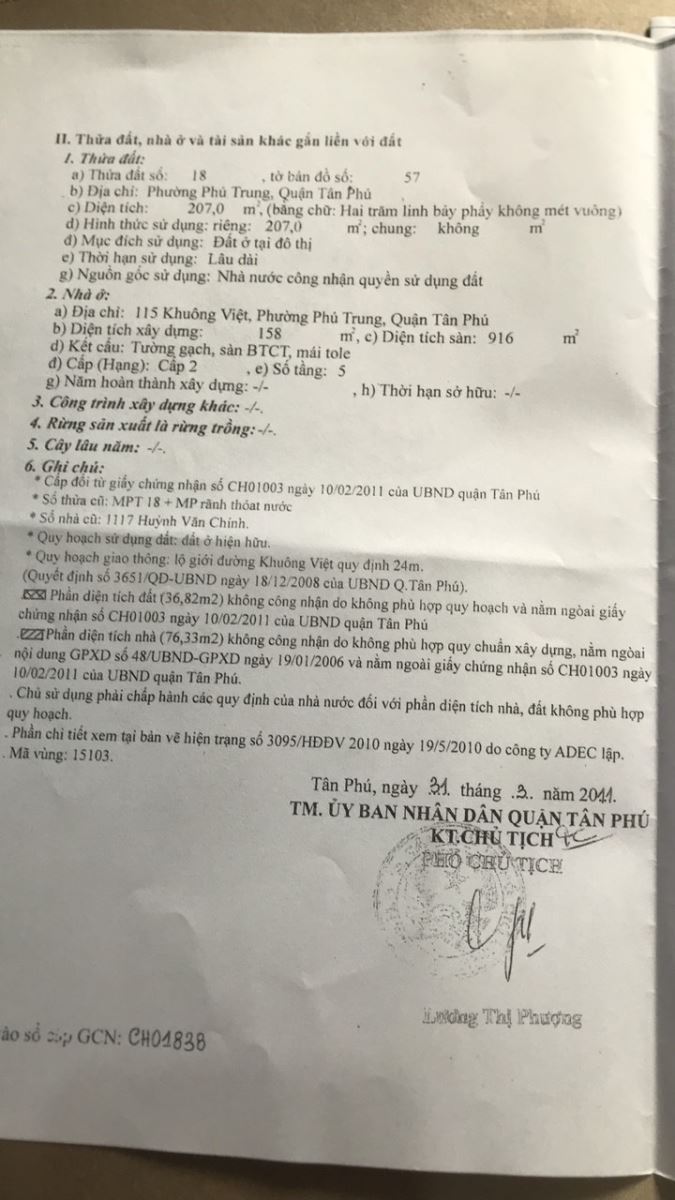 II. Thửa đất, nhà ở và tài sản khác gắn liền với đất
1. Thửa đất:
a) Thửa đất số: 18 , tờ bản đồ số: 57
b) Địa chỉ: Phường Phú Trung, Quận Tân Phú
c) Diện tích: 207,0 m², (bằng chữ: Hai trăm linh bảy phẩy không mét vuông)
d) Hình thức sử dụng: riêng: 207,0 m²; chung: không m²
đ) Mục đích sử dụng: Đất ở tại đô thị
e) Thời hạn sử dụng: Lâu dài
g) Nguồn gốc sử dụng: Nhà nước công nhận quyền sử dụng đất
2. Nhà ở:
a) Địa chỉ: 115 Khuông Việt, Phường Phú Trung, Quận Tân Phú
b) Diện tích xây dựng: 158 m², c) Diện tích sàn: 916 m²
d) Kết cấu: Tường gạch, sàn BTCT, mái tole
đ) Cấp (Hạng): Cấp 2 , e) Số tầng: 5
g) Năm hoàn thành xây dựng: -/- , h) Thời hạn sở hữu: -/-
3. Công trình xây dựng khác: -/-.
4. Rừng sản xuất là rừng trồng: -/-.
5. Cây lâu năm: -/-.
6. Ghi chú:
* Cấp đổi từ giấy chứng nhận số CH01003 ngày 10/02/2011 của UBND quận Tân Phú
* Số thửa cũ: MPT 18 + MP rãnh thóat nước
* Số nhà cũ: 1117 Huỳnh Văn Chính.
* Quy hoạch sử dụng đất: đất ở hiện hữu.
* Quy hoạch giao thông: lộ giới đường Khuông Việt quy định 24m.
(Quyết định số 3651/QD-UBND ngày 18/12/2008 của UBND Q.Tân Phú).
Phần diện tích đất (36,82m2) không công nhận do không phù hợp quy hoạch và nằm ngòai giấy
chứng nhận số CH01003 ngày 10/02/2011 của UBND quận Tân Phú
.Phần diện tích nhà (76,33m2) không công nhận do không phù hợp quy chuẩn xây dựng, nằm ngoài
nội dung GPXD số 48/UBND-GPXD ngày 19/01/2006 và nằm ngoài giấy chứng nhận số CH01003 ngày
10/02/2011 của UBND quận Tân Phú.
. Chủ sử dụng phải chấp hành các quy định của nhà nước đối với phần diện tích nhà, đất không phù hợp
quy hoạch.
. Phần chi tiết xem tại bản vẽ hiện trạng số 3095/HĐĐV 2010 ngày 19/5/2010 do công ty ADEC lập.
. Mã vùng: 15103.
Tân Phú, ngày 31 tháng .3. năm 2011.
TM. ỦY BAN NHÂN DÂN QUẬN TÂN PHÚ
KT.CHỦ TỊCH
PHÓ CHỦ TỊCH
Lương Thị Phượng
ào sổ cấp GCN: CH01838